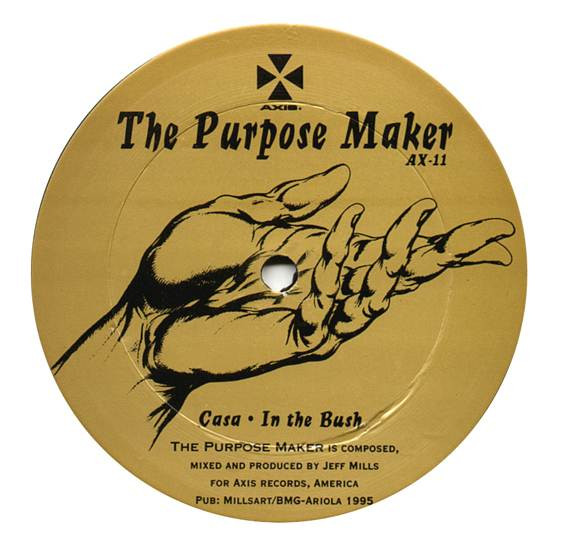 AXIS.
The Purpose Maker
AX-11
Casa • In the Bush
The Purpose Maker is composed,
mixed and produced by Jeff Mills
for Axis records, America
Pub: Millsart/BMG-Ariola 1995